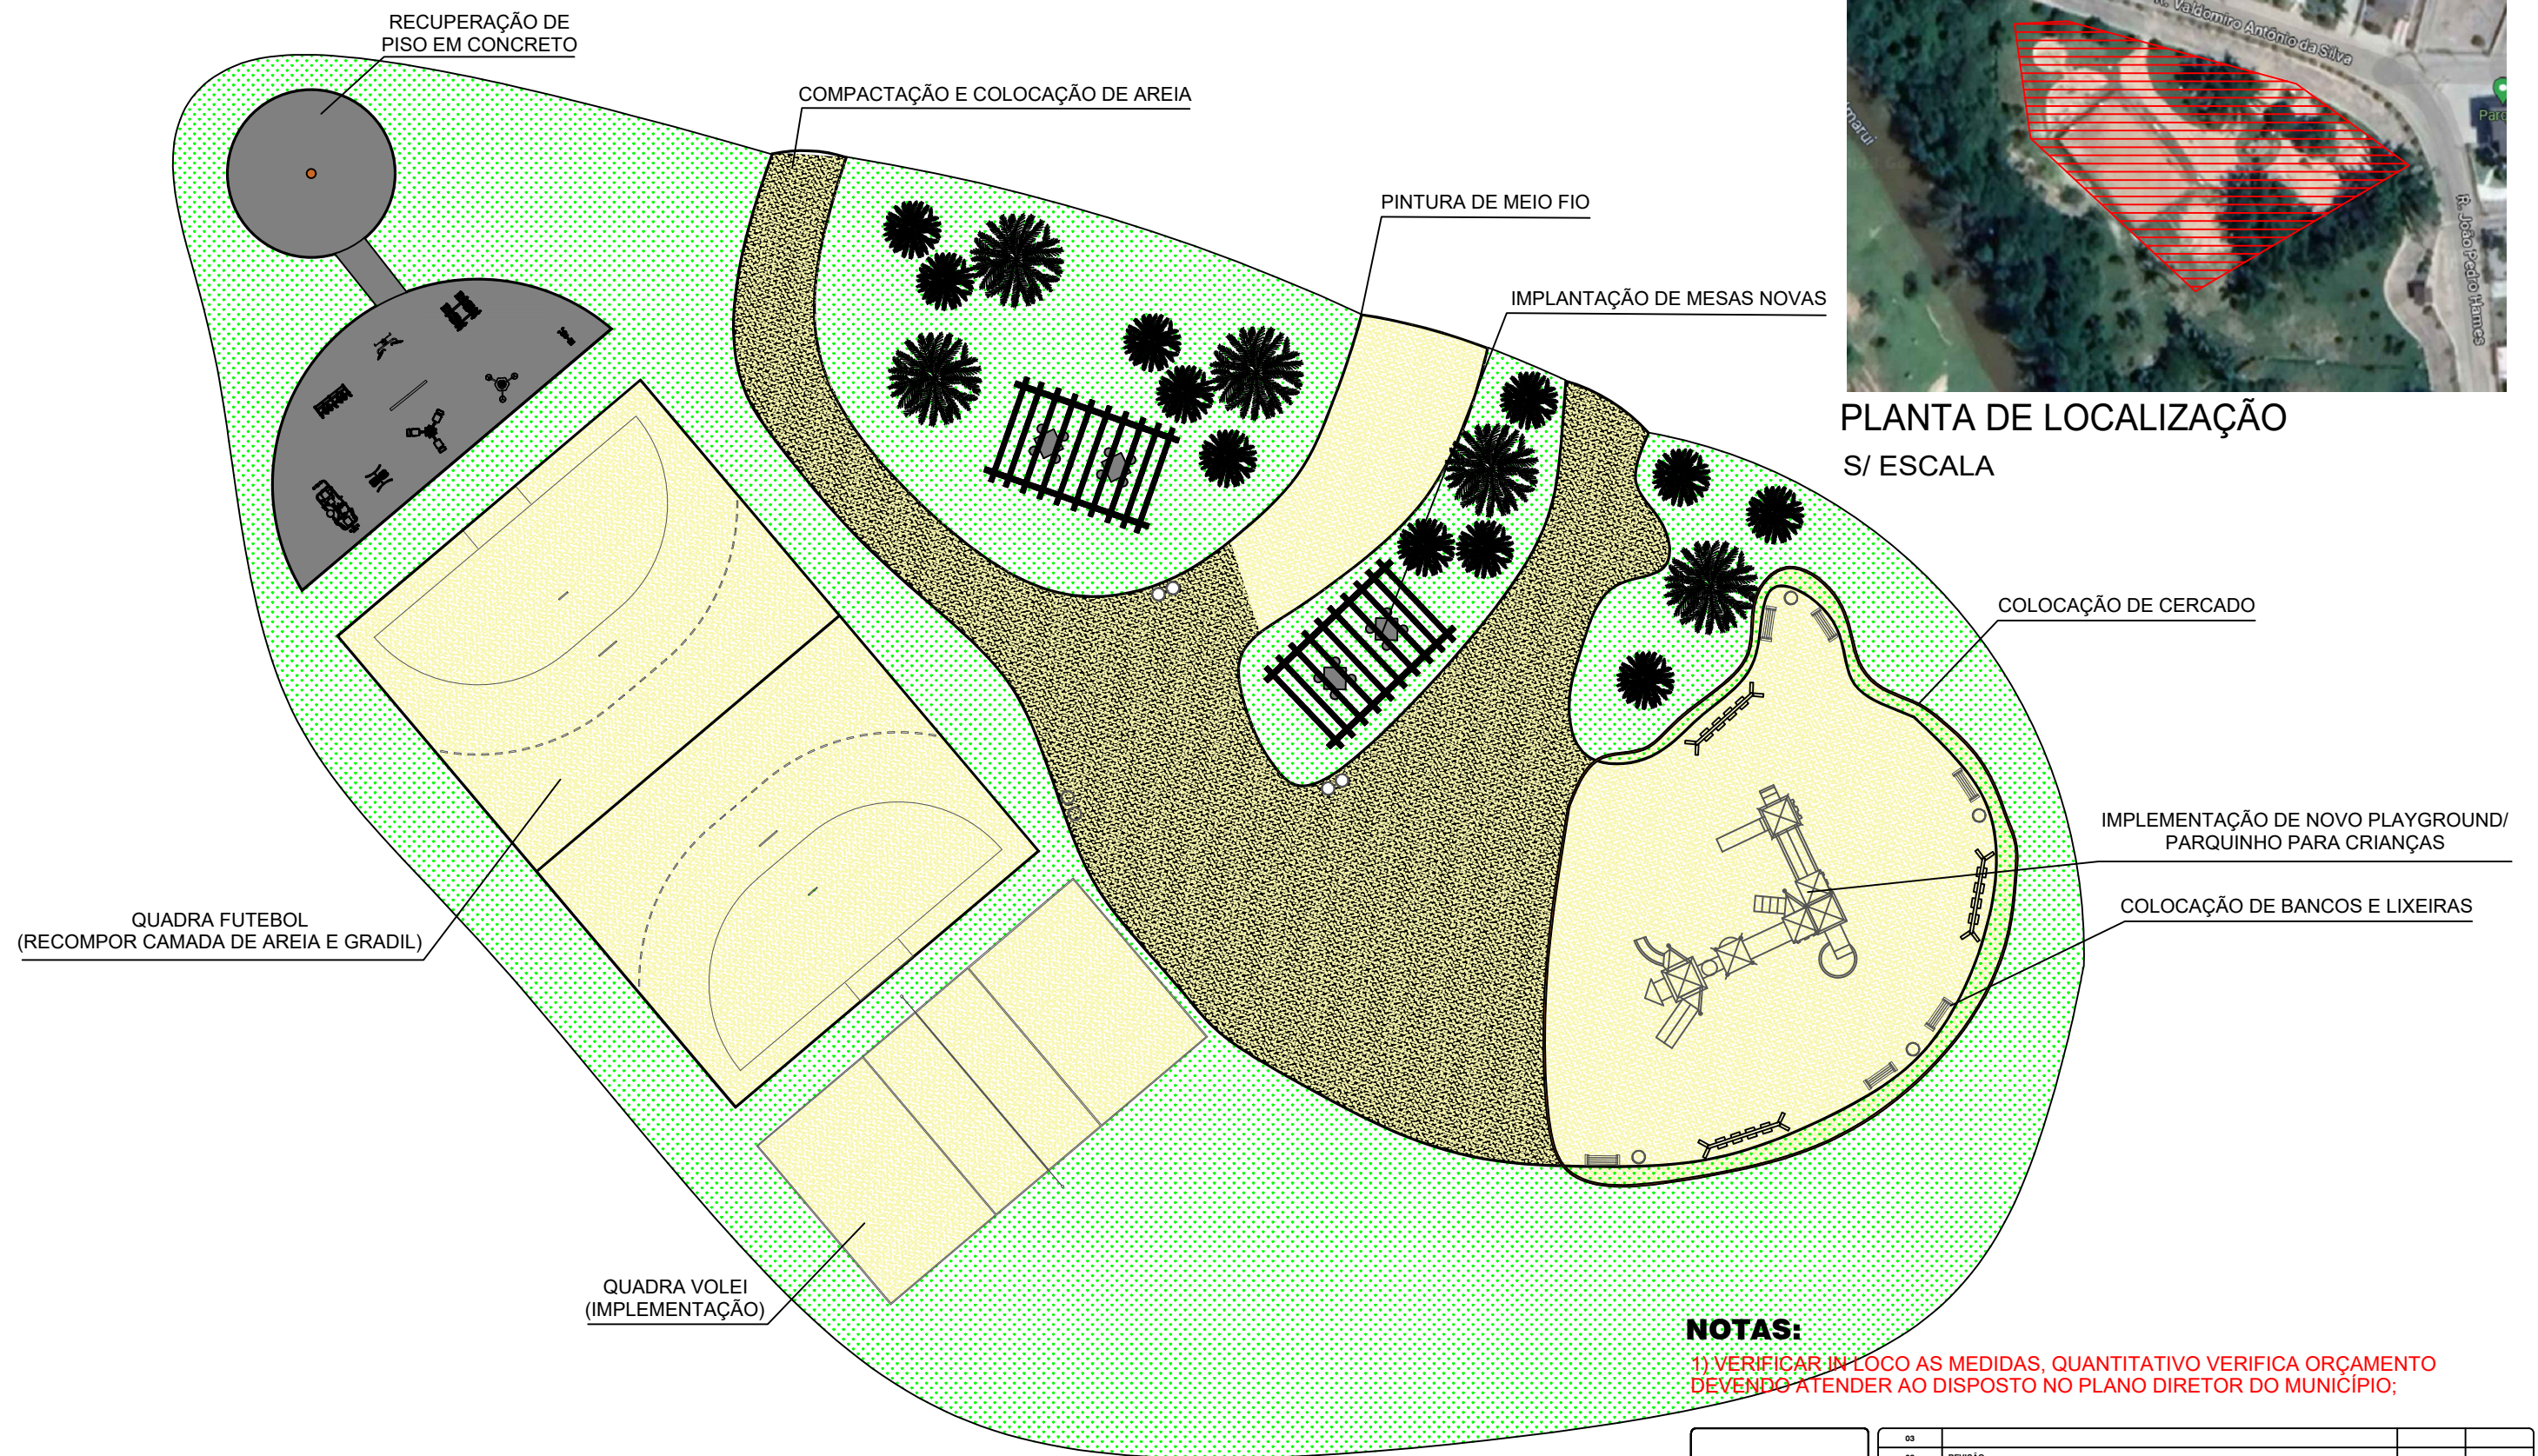 RECUPERAÇÃO DE
PISO EM CONCRETO
COMPACTAÇÃO E COLOCAÇÃO DE AREIA
PINTURA DE MEIO FIO
IMPLANTAÇÃO DE MESAS NOVAS
R. Valdomiro Antônio da Silva
R. João Pedro Hames
PLANTA DE LOCALIZAÇÃO
S/ ESCALA
COLOCAÇÃO DE CERCADO
IMPLEMENTAÇÃO DE NOVO PLAYGROUND/
PARQUINHO PARA CRIANÇAS
COLOCAÇÃO DE BANCOS E LIXEIRAS
QUADRA FUTEBOL
(RECOMPOR CAMADA DE AREIA E GRADIL)
QUADRA VOLEI
(IMPLEMENTAÇÃO)
NOTAS:
1) VERIFICAR IN LOCO AS MEDIDAS, QUANTITATIVO VERIFICA ORÇAMENTO
DEVENDO ATENDER AO DISPOSTO NO PLANO DIRETOR DO MUNICÍPIO;
03